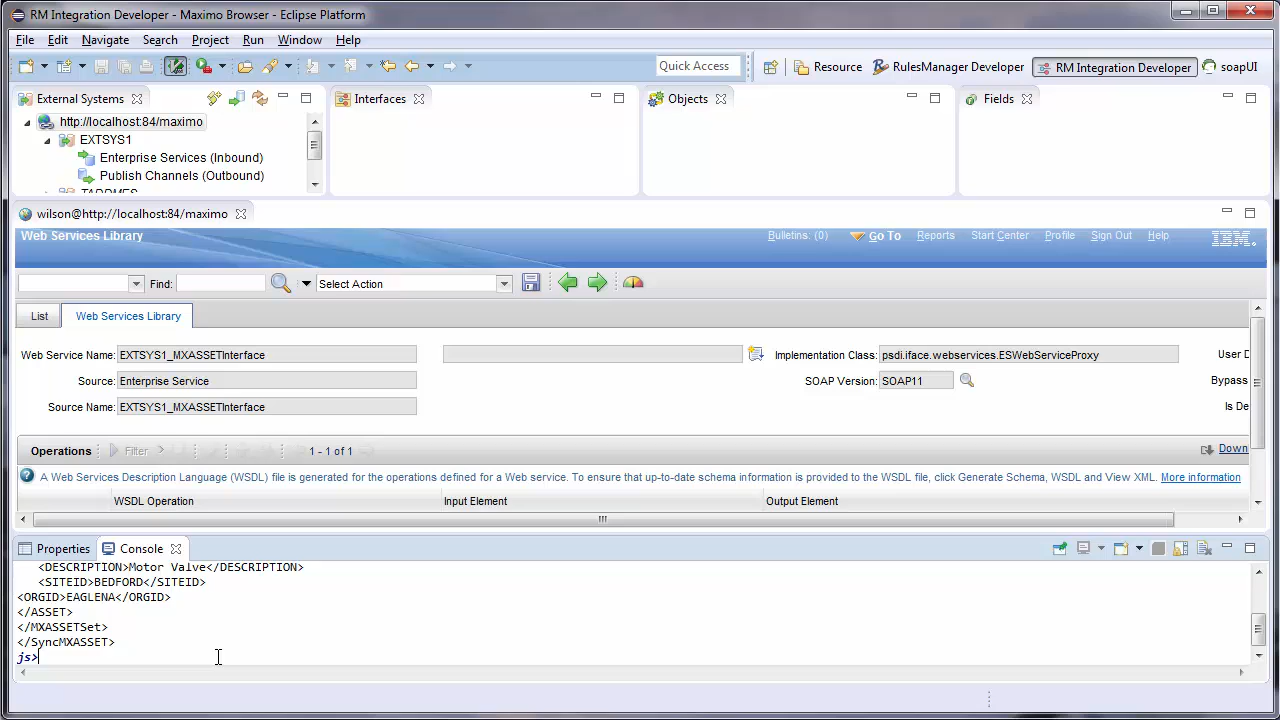 RM Integration Developer - Maximo Browser - Eclipse Platform
File Edit Navigate Search Project Run Window Help
Quick Access Resource RulesManager Developer RM Integration Developer soapUI
External Systems Interfaces Objects Fields
http://localhost:84/maximo
EXTSYS1
Enterprise Services (Inbound)
Publish Channels (Outbound)
wilson@http://localhost:84/maximo
Web Services Library Bulletins: (0) Go To Reports Start Center Profile Sign Out Help IBM.
Find: Select Action
List Web Services Library
Web Service Name: EXTSYS1_MXASSETInterface Implementation Class: psdi.iface.webservices.ESWebServiceProxy User D
Source: Enterprise Service SOAP Version: SOAP11 Bypass
Source Name: EXTSYS1_MXASSETInterface Is De
Operations Filter 1 - 1 of 1 Down
A Web Services Description Language (WSDL) file is generated for the operations defined for a Web service. To ensure that up-to-date schema information is provided to the WSDL file, click Generate Schema, WSDL and View XML. More information
WSDL Operation Input Element Output Element
Properties Console
<DESCRIPTION>Motor Valve</DESCRIPTION>
<SITEID>BEDFORD</SITEID>
<ORGID>EAGLENA</ORGID>
</ASSET>
</MXASSETSet>
</SyncMXASSET>
js>